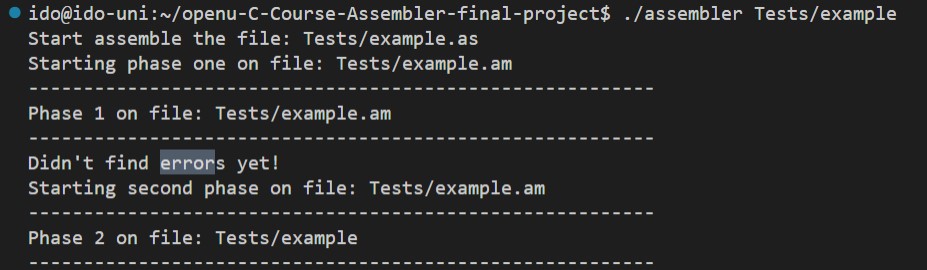 ido@ido-uni:~/openu-C-Course-Assembler-final-project$ ./assembler Tests/example
Start assemble the file: Tests/example.as
Starting phase one on file: Tests/example.am
---------------------------------------------------------
Phase 1 on file: Tests/example.am
---------------------------------------------------------
Didn't find errors yet!
Starting second phase on file: Tests/example.am
---------------------------------------------------------
Phase 2 on file: Tests/example
---------------------------------------------------------